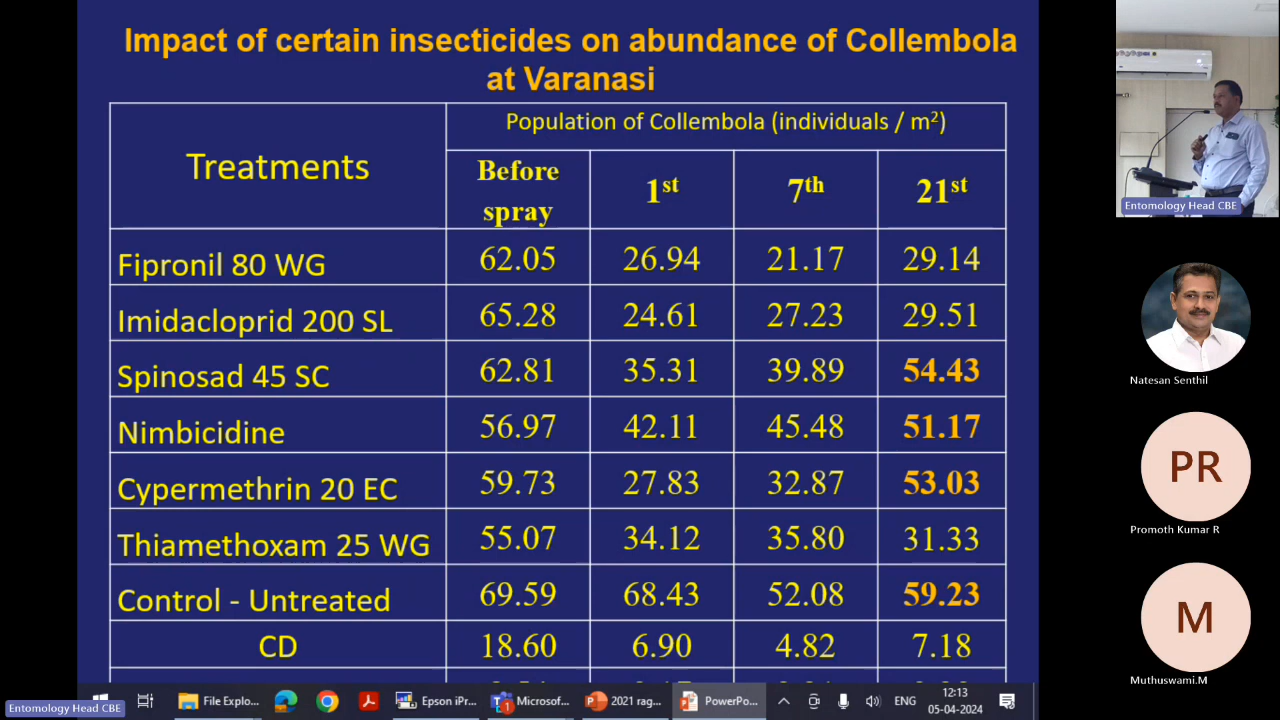 Impact of certain insecticides on abundance of Collembola
at Varanasi
Treatments
Population of Collembola (individuals / m²)
Before
spray
1st
7th
21st
Fipronil 80 WG 62.05 26.94 21.17 29.14
Imidacloprid 200 SL 65.28 24.61 27.23 29.51
Spinosad 45 SC 62.81 35.31 39.89 54.43
Nimbicidine 56.97 42.11 45.48 51.17
Cypermethrin 20 EC 59.73 27.83 32.87 53.03
Thiamethoxam 25 WG 55.07 34.12 35.80 31.33
Control - Untreated 69.59 68.43 52.08 59.23
CD 18.60 6.90 4.82 7.18
Entomology Head CBE
Natesan Senthil
PR
Promoth Kumar R
M
Muthuswami.M
Entomology Head CBE
File Explo...
Epson iPr...
Microsof...
1
2021 rag...
PowerPo...
ENG
12:13
05-04-2024